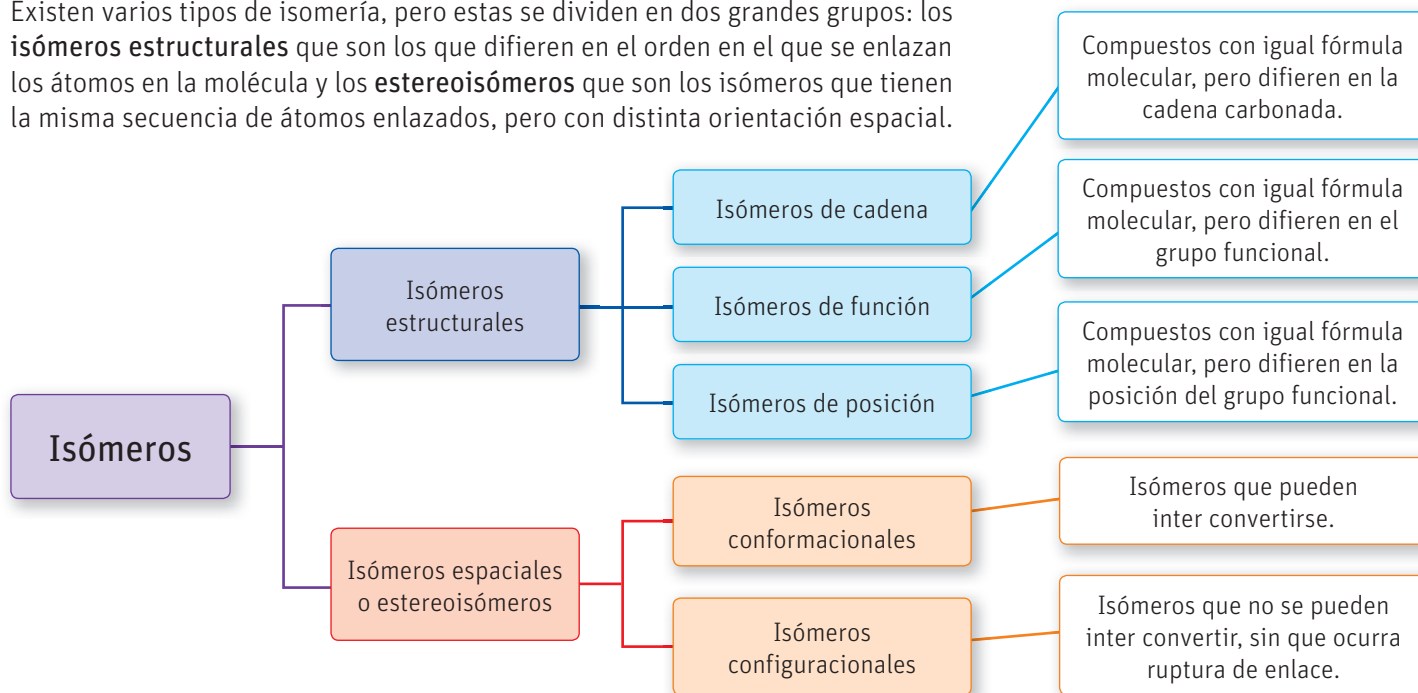 Existen varios tipos de isomería, pero estas se dividen en dos grandes grupos: los
isómeros estructurales que son los que difieren en el orden en el que se enlazan
los átomos en la molécula y los estereoisómeros que son los isómeros que tienen
la misma secuencia de átomos enlazados, pero con distinta orientación espacial.
Isómeros
Isómeros
estructurales
Isómeros de cadena
Compuestos con igual fórmula
molecular, pero difieren en la
cadena carbonada.
Isómeros de función
Compuestos con igual fórmula
molecular, pero difieren en el
grupo funcional.
Isómeros de posición
Compuestos con igual fórmula
molecular, pero difieren en la
posición del grupo funcional.
Isómeros espaciales
o estereoisómeros
Isómeros
conformacionales
Isómeros que pueden
inter convertirse.
Isómeros
configuracionales
Isómeros que no se pueden
inter convertir, sin que ocurra
ruptura de enlace.